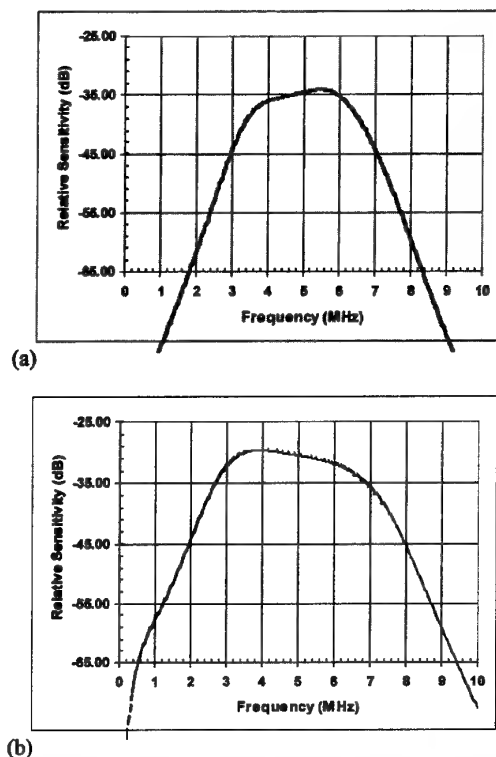 -25.00
-35.00
-45.00
-55.00
-65.00
Relative Sensitivity (dB)
0 1 2 3 4 5 6 7 8 9 10
Frequency (MHz)
(a)
-25.00
-35.00
-45.00
-55.00
-65.00
Relative Sensitivity (dB)
0 1 2 3 4 5 6 7 8 9 10
Frequency (MHz)
(b)